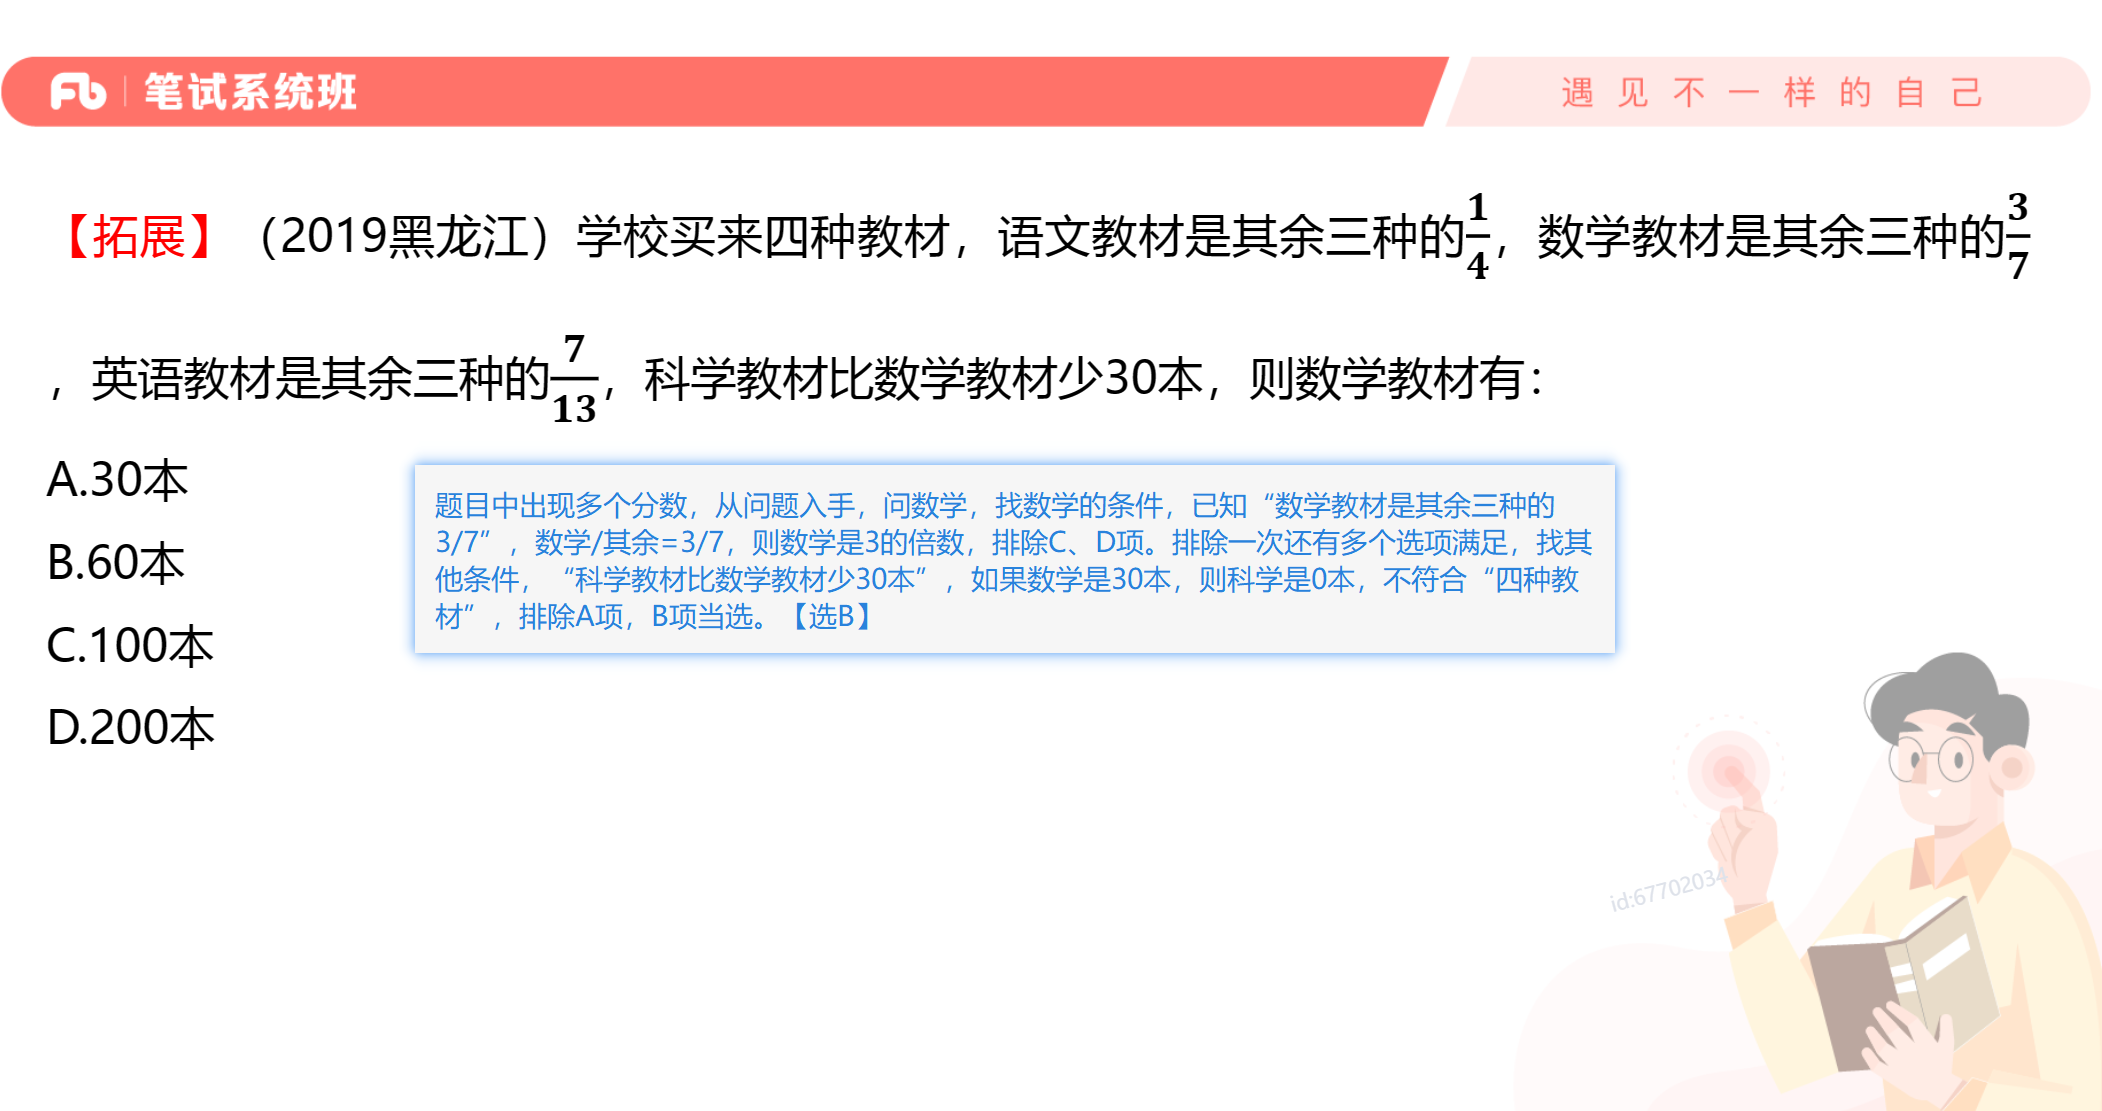 Fb 笔试系统班
遇见不一样的自己
【拓展】（2019黑龙江）学校买来四种教材，语文教材是其余三种的1/4，数学教材是其余三种的3/7
，英语教材是其余三种的7/13，科学教材比数学教材少30本，则数学教材有：
A.30本
B.60本
C.100本
D.200本
题目中出现多个分数，从问题入手，问数学，找数学的条件，已知“数学教材是其余三种的
3/7”，数学/其余=3/7，则数学是3的倍数，排除C、D项。排除一次还有多个选项满足，找其
他条件，“科学教材比数学教材少30本”，如果数学是30本，则科学是0本，不符合“四种教
材”，排除A项，B项当选。【选B】
id:67702034